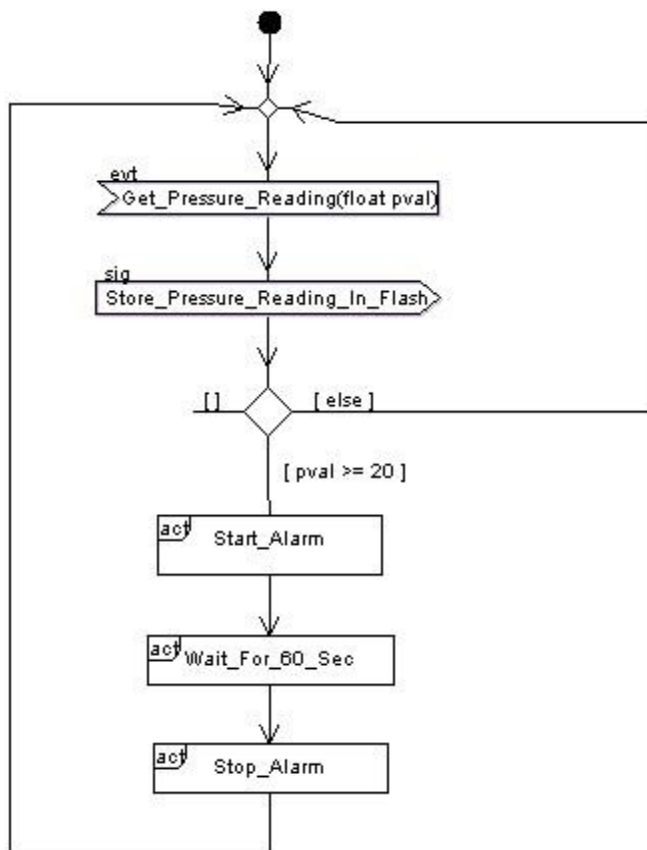 evt
Get_Pressure_Reading(float pval)
sig
Store_Pressure_Reading_In_Flash
[ ]
[ else ]
[ pval >= 20 ]
act
Start_Alarm
act
Wait_For_60_Sec
act
Stop_Alarm